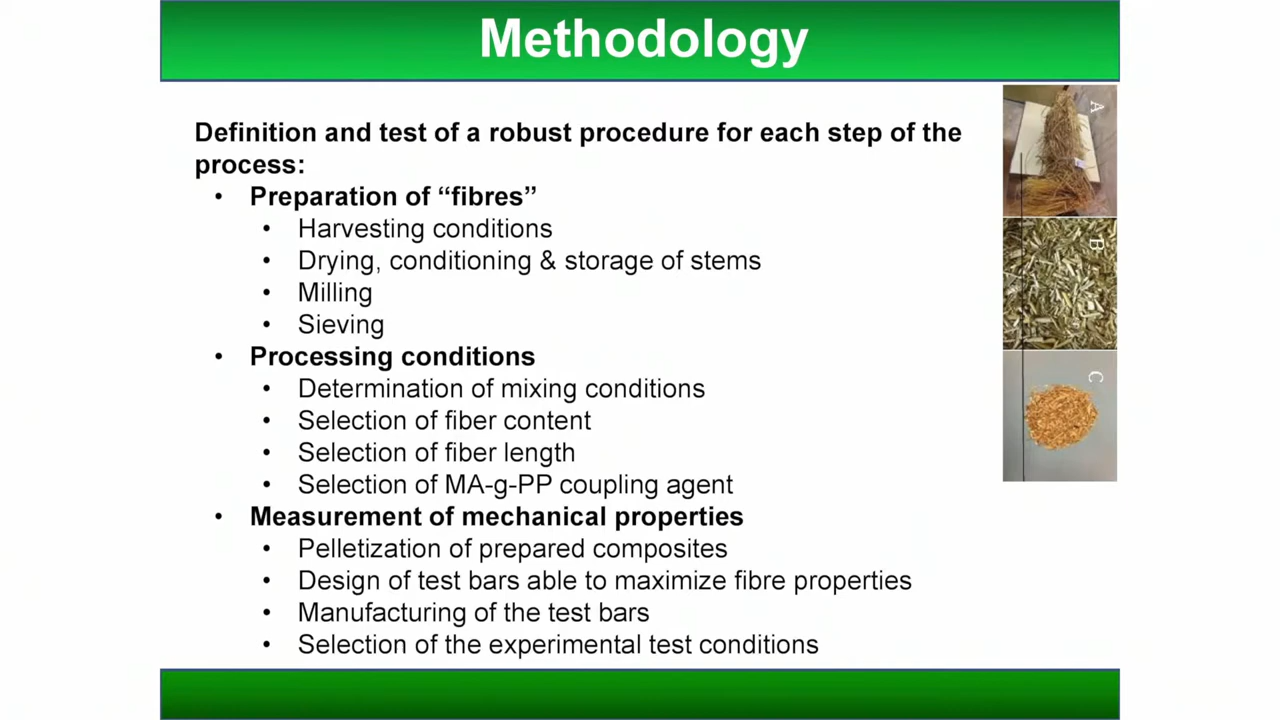 Methodology
Definition and test of a robust procedure for each step of the
process:
• Preparation of “fibres”
• Harvesting conditions
• Drying, conditioning & storage of stems
• Milling
• Sieving
• Processing conditions
• Determination of mixing conditions
• Selection of fiber content
• Selection of fiber length
• Selection of MA-g-PP coupling agent
• Measurement of mechanical properties
• Pelletization of prepared composites
• Design of test bars able to maximize fibre properties
• Manufacturing of the test bars
• Selection of the experimental test conditions
A
B
C